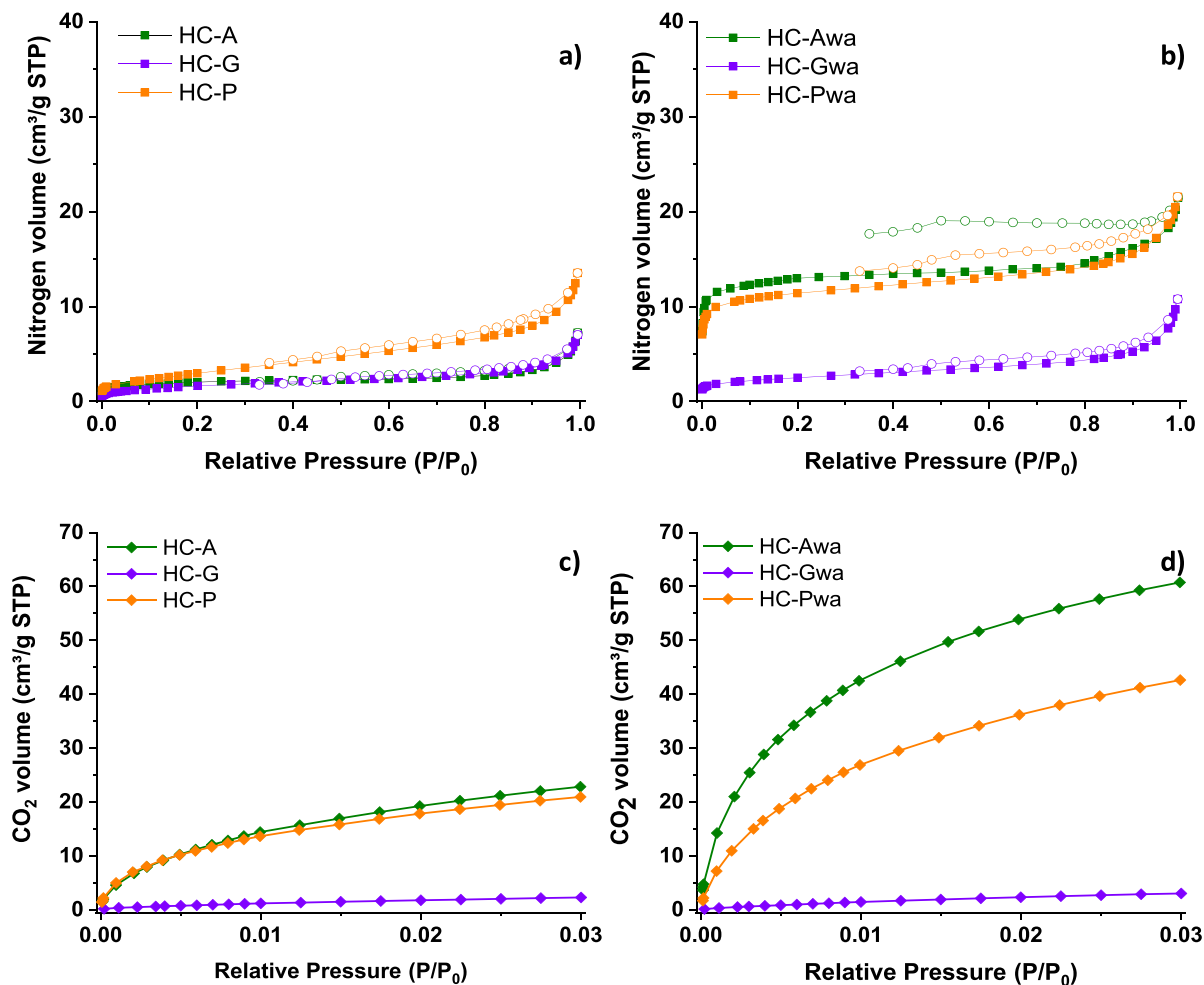 HC-A
HC-G
HC-P
a)
Nitrogen volume (cm³/g STP)
40
30
20
10
0
0.0 0.2 0.4 0.6 0.8 1.0
Relative Pressure (P/P₀)
HC-Awa
HC-Gwa
HC-Pwa
b)
Nitrogen volume (cm³/g STP)
40
30
20
10
0
0.0 0.2 0.4 0.6 0.8 1.0
Relative Pressure (P/P₀)
HC-A
HC-G
HC-P
c)
CO₂ volume (cm³/g STP)
70
60
50
40
30
20
10
0
0.00 0.01 0.02 0.03
Relative Pressure (P/P₀)
HC-Awa
HC-Gwa
HC-Pwa
d)
CO₂ volume (cm³/g STP)
70
60
50
40
30
20
10
0
0.00 0.01 0.02 0.03
Relative Pressure (P/P₀)